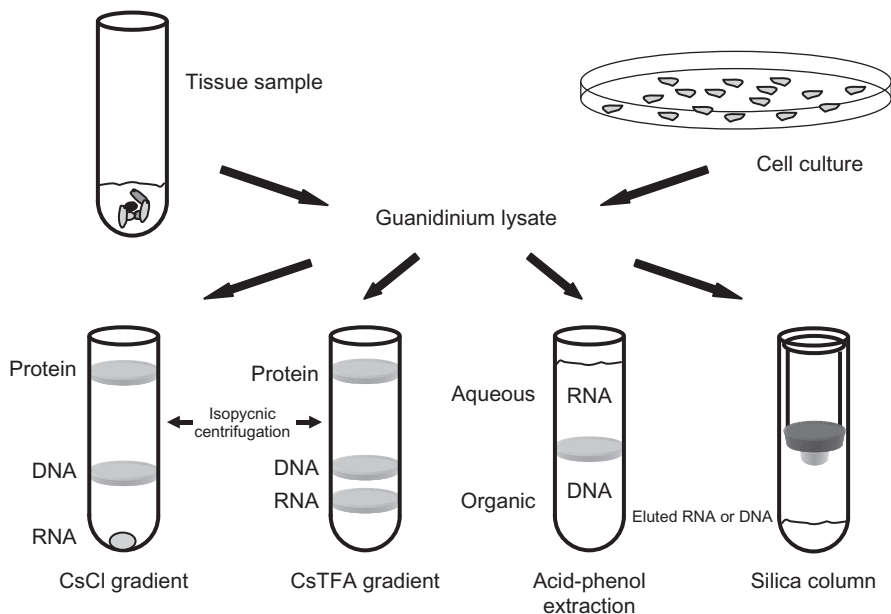 Tissue sample
Cell culture
Guanidinium lysate
Protein
DNA
RNA
CsCl gradient
Isopycnic
centrifugation
Protein
DNA
RNA
CsTFA gradient
Aqueous
RNA
Organic
DNA
Acid-phenol
extraction
Eluted RNA or DNA
Silica column